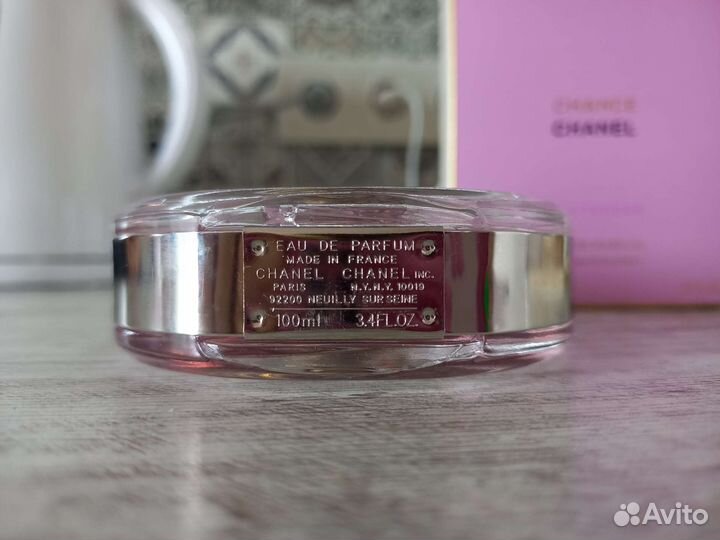 CHANCE
CHANEL
EAU DE PARFUM
MADE IN FRANCE
CHANEL CHANEL INC.
PARIS N.Y. N.Y. 10019
92200 NEUILLY SUR SEINE
100ml 3.4FL.OZ.
Avito